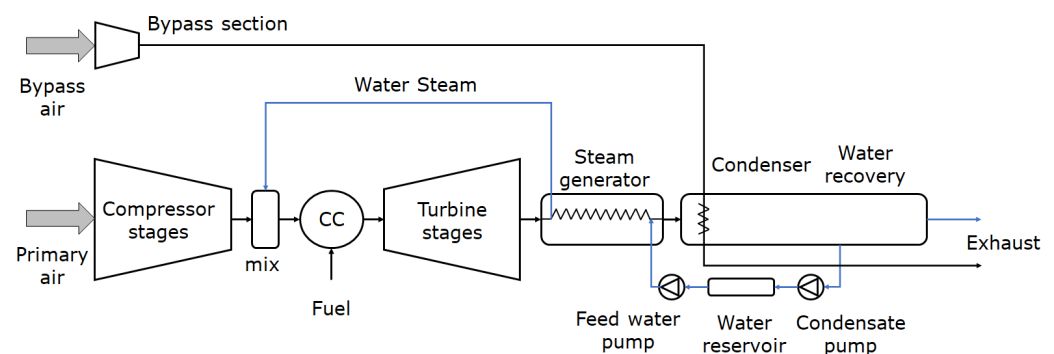 Bypass section
Bypass
air
Water Steam
Steam
generator
Condenser
Water
recovery
Compressor
stages
CC
Turbine
stages
Primary
air
mix
Exhaust
Fuel
Feed water
pump
Water
reservoir
Condensate
pump